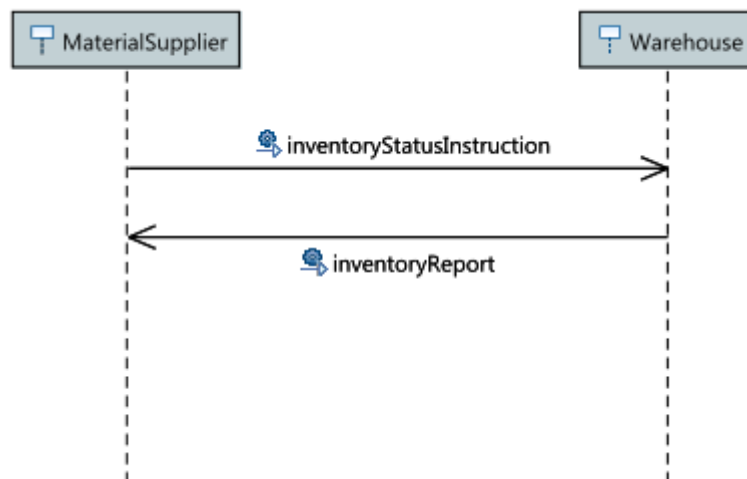 MaterialSupplier
Warehouse
inventoryStatusInstruction
inventoryReport